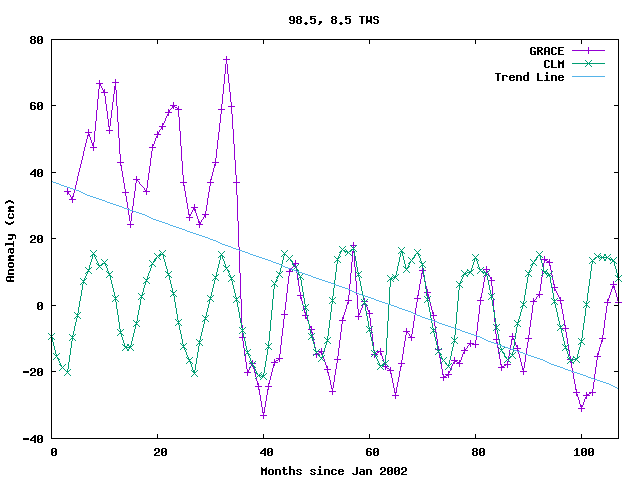 98.5, 8.5 TWS
GRACE
CLM
Trend Line
80
60
40
20
0
-20
-40
Anomaly (cm)
0 20 40 60 80 100
Months since Jan 2002